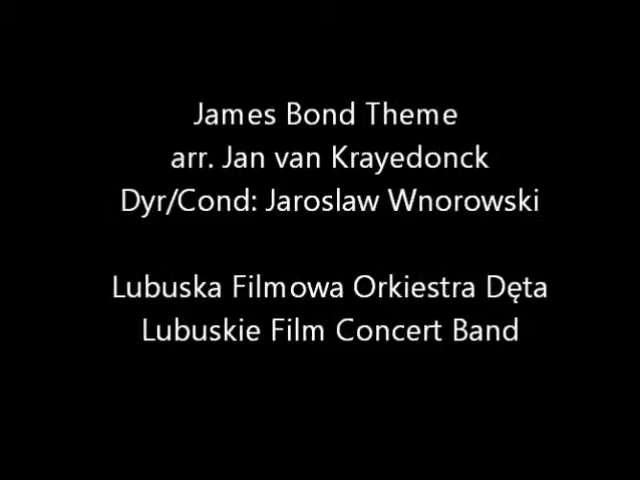 James Bond Theme
arr. Jan van Krayedonck
Dyr/Cond: Jaroslaw Wnorowski
Lubuska Filmowa Orkiestra Dęta
Lubuskie Film Concert Band